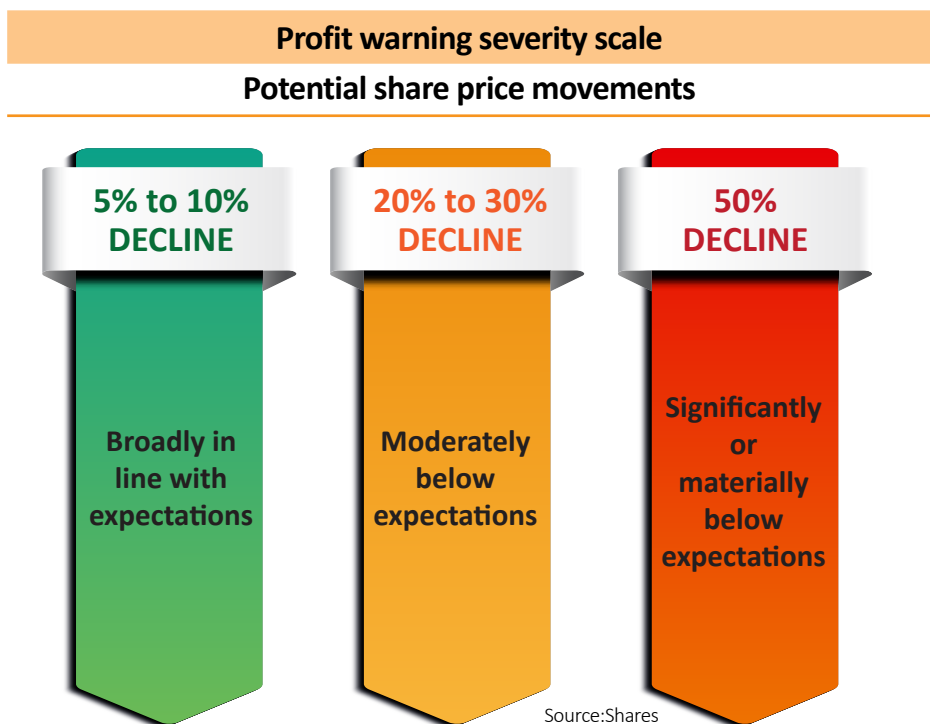 Profit warning severity scale
Potential share price movements
5% to 10%
DECLINE
Broadly in
line with
expectations
20% to 30%
DECLINE
Moderately
below
expectations
50%
DECLINE
Significantly
or
materially
below
expectations
Source:Shares